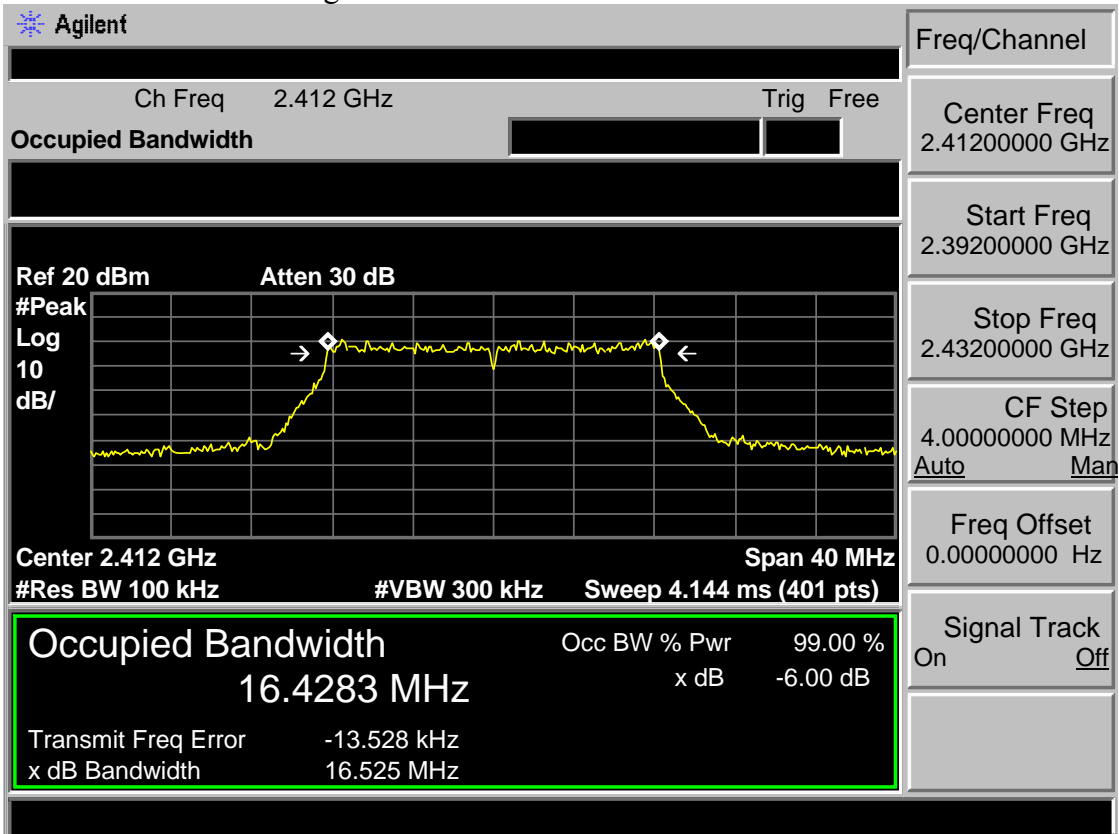 Agilent
Freq/Channel
Ch Freq 2.412 GHz Trig Free
Occupied Bandwidth
Center Freq
2.41200000 GHz
Start Freq
2.39200000 GHz
Stop Freq
2.43200000 GHz
CF Step
4.00000000 MHz
Auto Man
Freq Offset
0.00000000 Hz
Signal Track
On Off
Ref 20 dBm Atten 30 dB
#Peak
Log
10
dB/
Center 2.412 GHz Span 40 MHz
#Res BW 100 kHz #VBW 300 kHz Sweep 4.144 ms (401 pts)
Occupied Bandwidth Occ BW % Pwr 99.00 %
16.4283 MHz x dB -6.00 dB
Transmit Freq Error -13.528 kHz
x dB Bandwidth 16.525 MHz